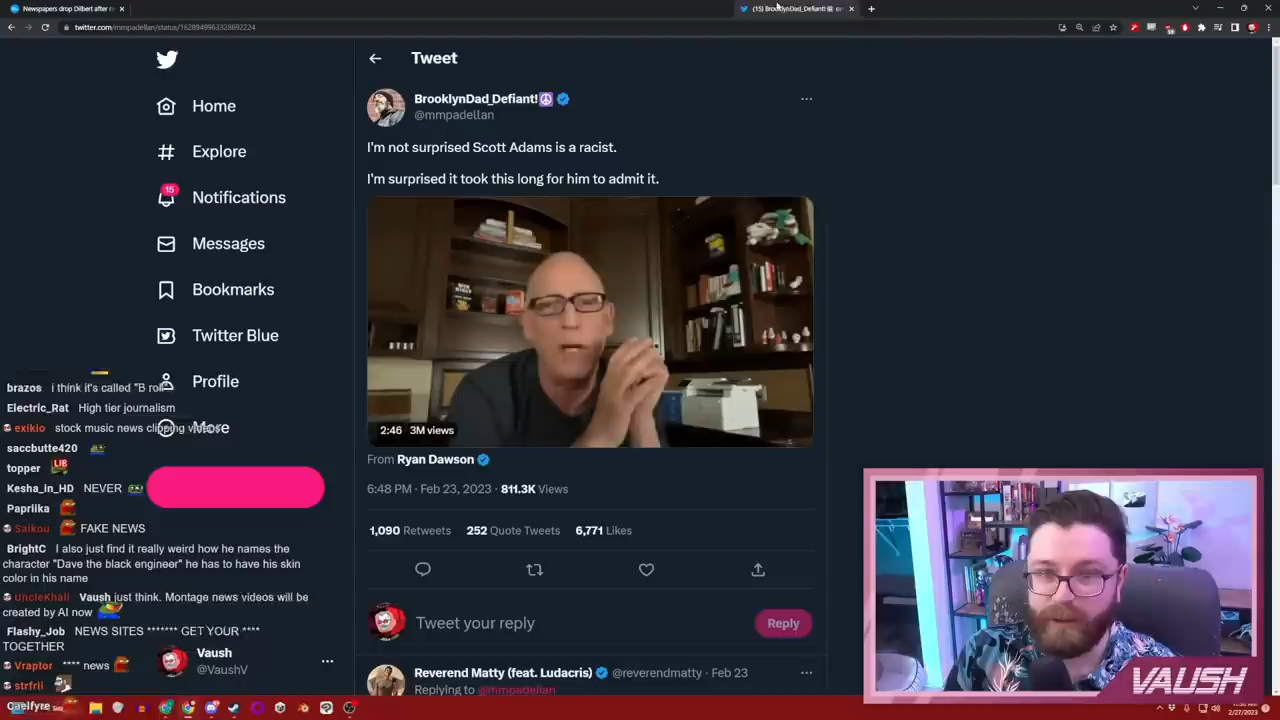 Newspapers drop Dilbert after r
(15) BrooklynDad_Defiant!
twitter.com/mmpadellan/status/1628949963328692224
Tweet
BrooklynDad_Defiant!
@mmpadellan
I'm not surprised Scott Adams is a racist.
I'm surprised it took this long for him to admit it.
2:46 3M views
From Ryan Dawson
6:48 PM · Feb 23, 2023 · 811.3K Views
1,090 Retweets 252 Quote Tweets 6,771 Likes
Tweet your reply
Reply
Reverend Matty (feat. Ludacris) @reverendmatty · Feb 23
Replying to @mmpadellan
Home
Explore
15
Notifications
Messages
Bookmarks
Twitter Blue
Profile
More
brazos i think it's called "B roll
Electric_Rat High tier journalism
exikio stock music news clipping videos
saccbutte420
topper LIB
Kesha_in_HD NEVER
Paprlika
Saikou FAKE NEWS
BrightC I also just find it really weird how he names the
character "Dave the black engineer" he has to have his skin
color in his name
UncleKhali Vaush just think. Montage news videos will be
created by AI now
Flashy_Job NEWS SITES ******* GET YOUR ****
TOGETHER
Vraptor **** news
strfril
Caelfyre
Vaush
@VaushV
VAUSH
2/27/2023